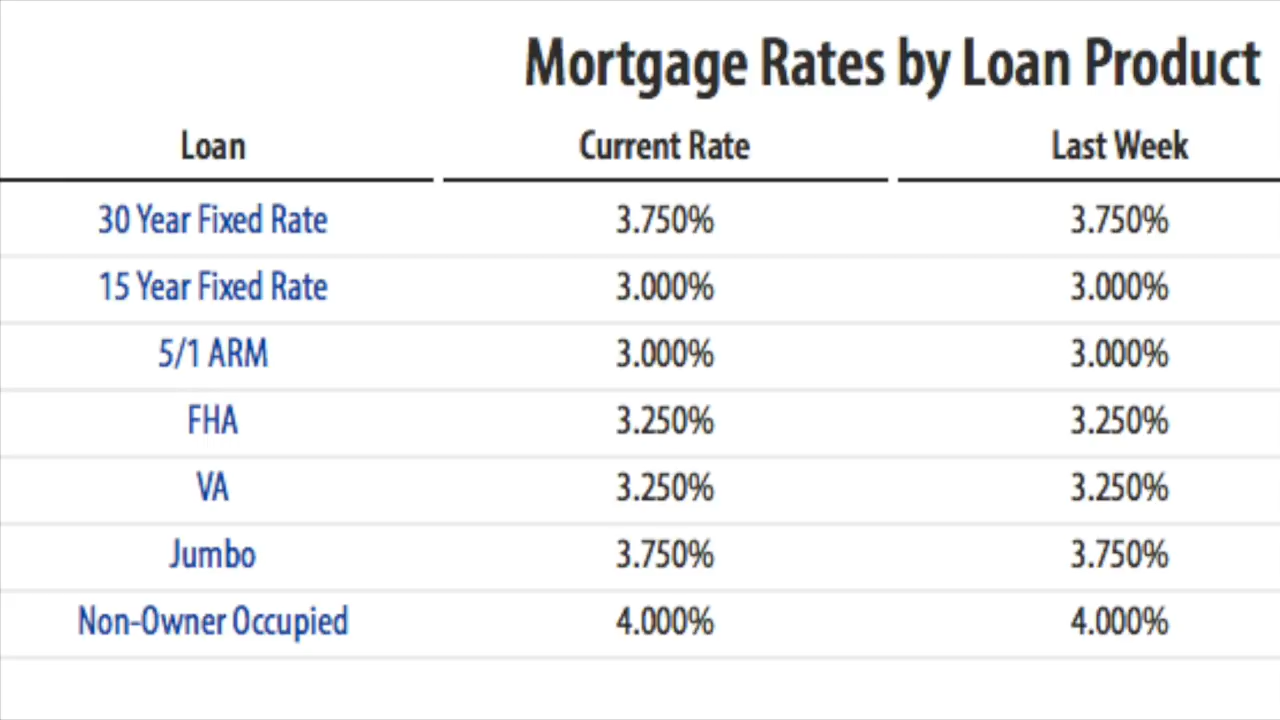 Mortgage Rates by Loan Product
Loan Current Rate Last Week
30 Year Fixed Rate 3.750% 3.750%
15 Year Fixed Rate 3.000% 3.000%
5/1 ARM 3.000% 3.000%
FHA 3.250% 3.250%
VA 3.250% 3.250%
Jumbo 3.750% 3.750%
Non-Owner Occupied 4.000% 4.000%